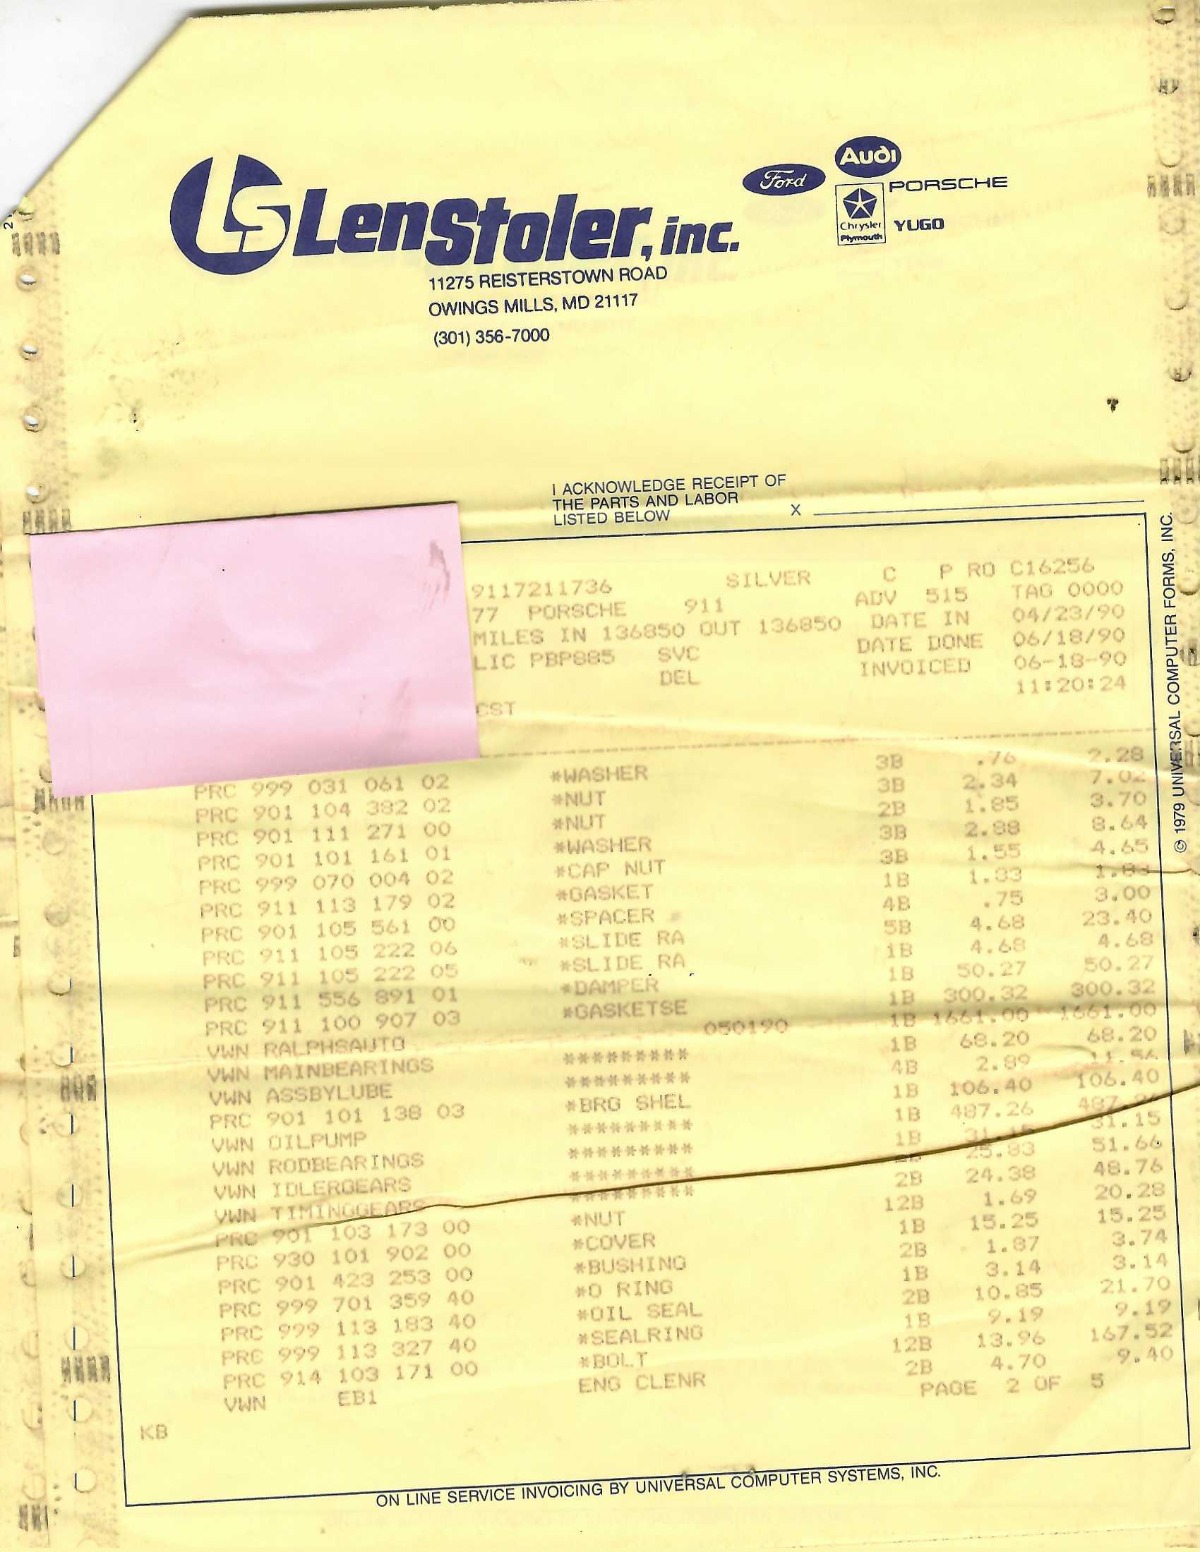 LS LenStoler, inc.
Ford Audi PORSCHE
Chrysler Plymouth YUGO
11275 REISTERSTOWN ROAD
OWINGS MILLS, MD 21117
(301) 356-7000
I ACKNOWLEDGE RECEIPT OF
THE PARTS AND LABOR
LISTED BELOW X
9117211736 SILVER C P RO C16256
77 PORSCHE 911 ADV 515 TAG 0000
MILES IN 136850 OUT 136850 DATE IN 04/23/90
LIC PBP885 SVC DATE DONE 06/18/90
DEL INVOICED 06-18-90
11:20:24
CST
PRC 999 031 061 02 *WASHER 3B .76 2.28
PRC 901 104 382 02 *NUT 3B 2.34 7.02
PRC 901 111 271 00 *NUT 2B 1.85 3.70
PRC 901 101 161 01 *WASHER 3B 2.88 8.64
PRC 999 070 004 02 *CAP NUT 3B 1.55 4.65
PRC 911 113 179 02 *GASKET 1B 1.33 1.33
PRC 901 105 561 00 *SPACER 4B .75 3.00
PRC 911 105 222 06 *SLIDE RA 5B 4.68 23.40
PRC 911 105 222 05 *SLIDE RA 1B 4.68 4.68
PRC 911 556 891 01 *DAMPER 1B 50.27 50.27
PRC 911 100 907 03 *GASKETSE 1B 300.32 300.32
VWN RALPHSAUTO 050190 1B 1661.00 1661.00
VWN MAINBEARINGS ********* 1B 68.20 68.20
VWN ASSBYLUBE ********* 4B 2.89 11.56
PRC 901 101 138 03 *BRG SHEL 1B 106.40 106.40
VWN OILPUMP ********* 1B 487.26 487.26
VWN RODBEARINGS ********* 1B 31.15 31.15
VWN IDLERGEARS ********* 2B 25.83 51.66
VWN TIMINGGEARS ********* 2B 24.38 48.76
PRC 901 103 173 00 *NUT 12B 1.69 20.28
PRC 930 101 902 00 *COVER 1B 15.25 15.25
PRC 901 423 253 00 *BUSHING 2B 1.87 3.74
PRC 999 701 359 40 *O RING 1B 3.14 3.14
PRC 999 113 183 40 *OIL SEAL 2B 10.85 21.70
PRC 999 113 327 40 *SEALRING 1B 9.19 9.19
PRC 914 103 171 00 *BOLT 12B 13.96 167.52
VWN EB1 ENG CLENR 2B 4.70 9.40
PAGE 2 OF 5
KB
ON LINE SERVICE INVOICING BY UNIVERSAL COMPUTER SYSTEMS, INC.
© 1979 UNIVERSAL COMPUTER FORMS, INC.